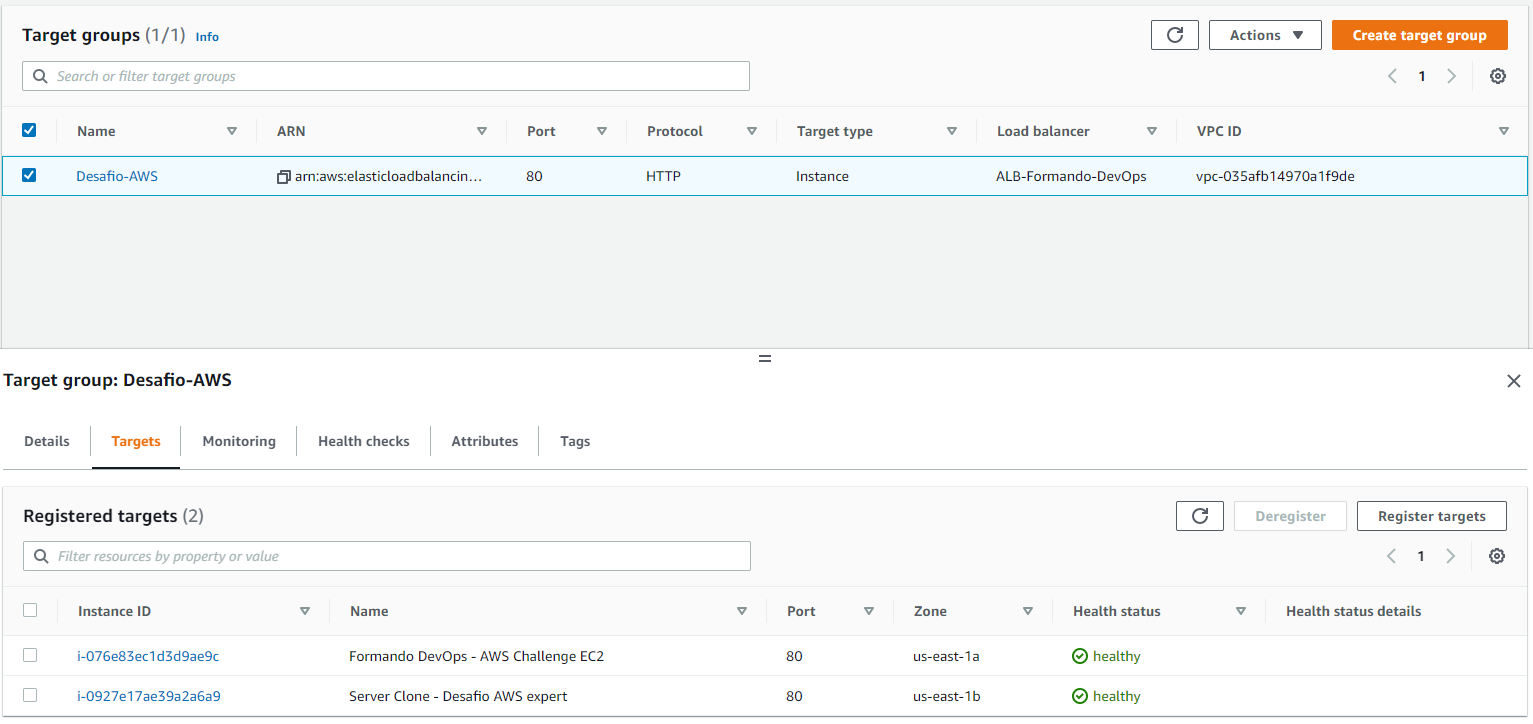 Target groups (1/1) Info Actions Create target group
Search or filter target groups 1
Name ARN Port Protocol Target type Load balancer VPC ID
Desafio-AWS arn:aws:elasticloadbalancin... 80 HTTP Instance ALB-Formando-DevOps vpc-035afb14970a1f9de
Target group: Desafio-AWS
Details Targets Monitoring Health checks Attributes Tags
Registered targets (2) Deregister Register targets
Filter resources by property or value 1
Instance ID Name Port Zone Health status Health status details
i-076e83ec1d3d9ae9c Formando DevOps - AWS Challenge EC2 80 us-east-1a healthy
i-0927e17ae39a2a6a9 Server Clone - Desafio AWS expert 80 us-east-1b healthy